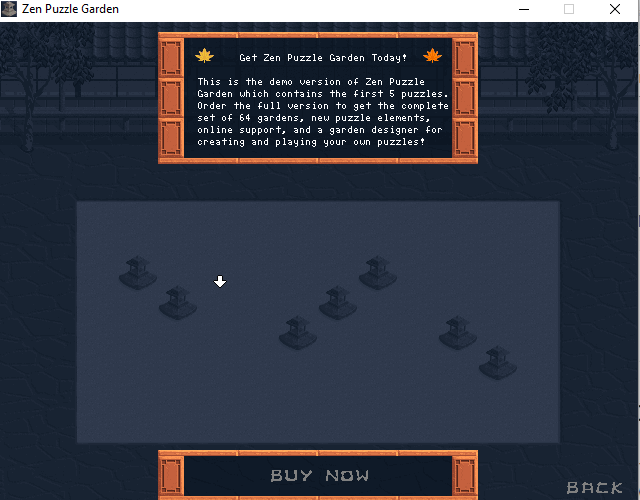 Zen Puzzle Garden
Get Zen Puzzle Garden Today!
This is the demo version of Zen Puzzle
Garden which contains the first 5 puzzles.
Order the full version to get the complete
set of 64 gardens, new puzzle elements,
online support, and a garden designer for
creating and playing your own puzzles!
BUY NOW
BACK